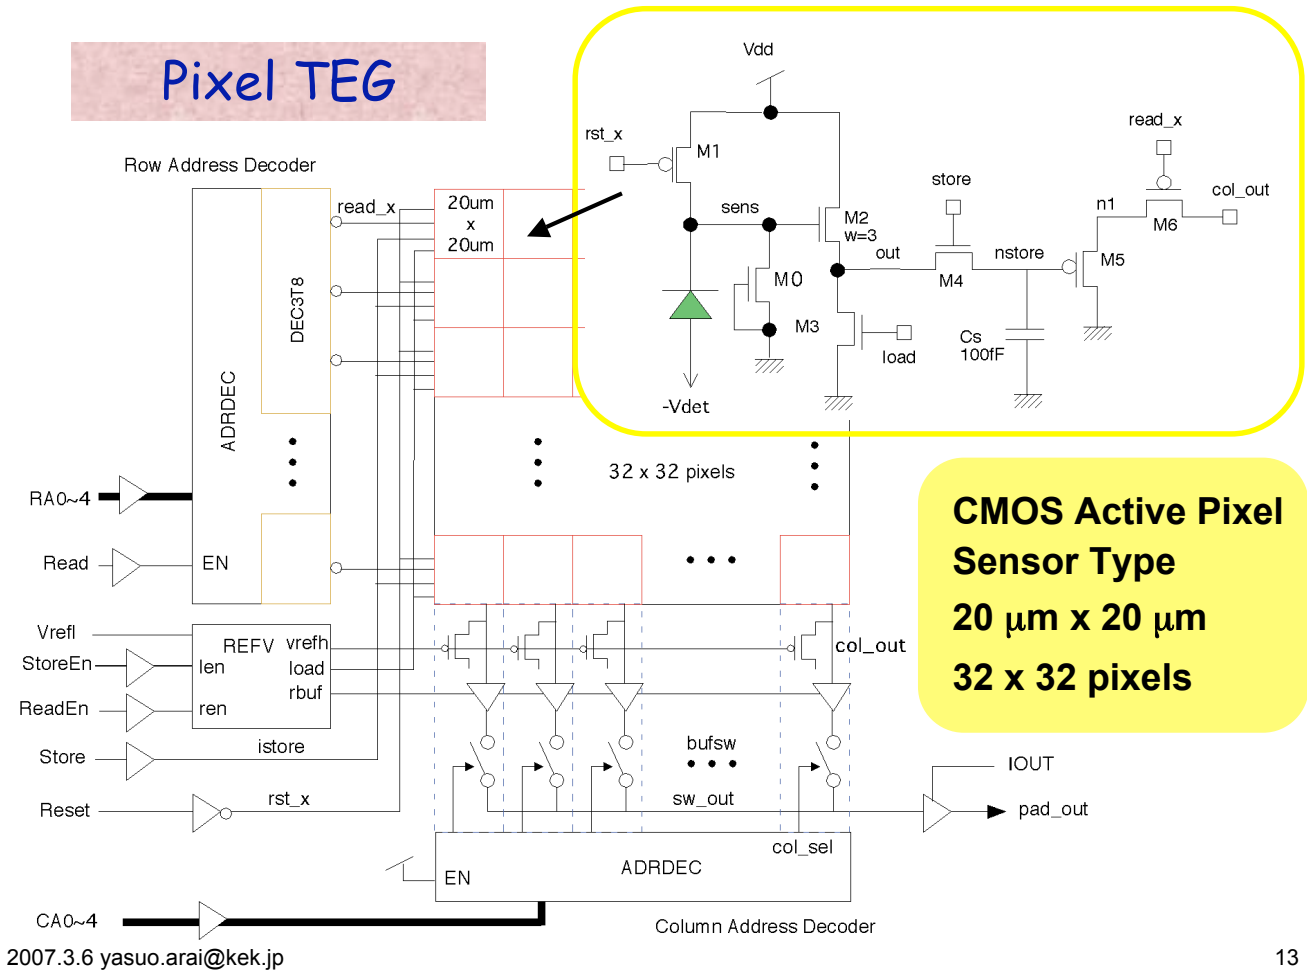 Pixel TEG
Vdd
rst_x
M1
read_x
store
col_out
sens
M2
w=3
n1
M6
out
nstore
M5
M4
M0
M3
load
Cs
100fF
-Vdet
Row Address Decoder
read_x
20um
x
20um
DEC3T8
ADRDEC
32 x 32 pixels
RA0~4
Read
EN
CMOS Active Pixel
Sensor Type
20 μm x 20 μm
32 x 32 pixels
Vrefl
REFV
vrefh
col_out
StoreEn
len
load
rbuf
ReadEn
ren
Store
istore
bufsw
IOUT
Reset
rst_x
sw_out
pad_out
col_sel
ADRDEC
EN
CA0~4
Column Address Decoder
2007.3.6 yasuo.arai@kek.jp
13